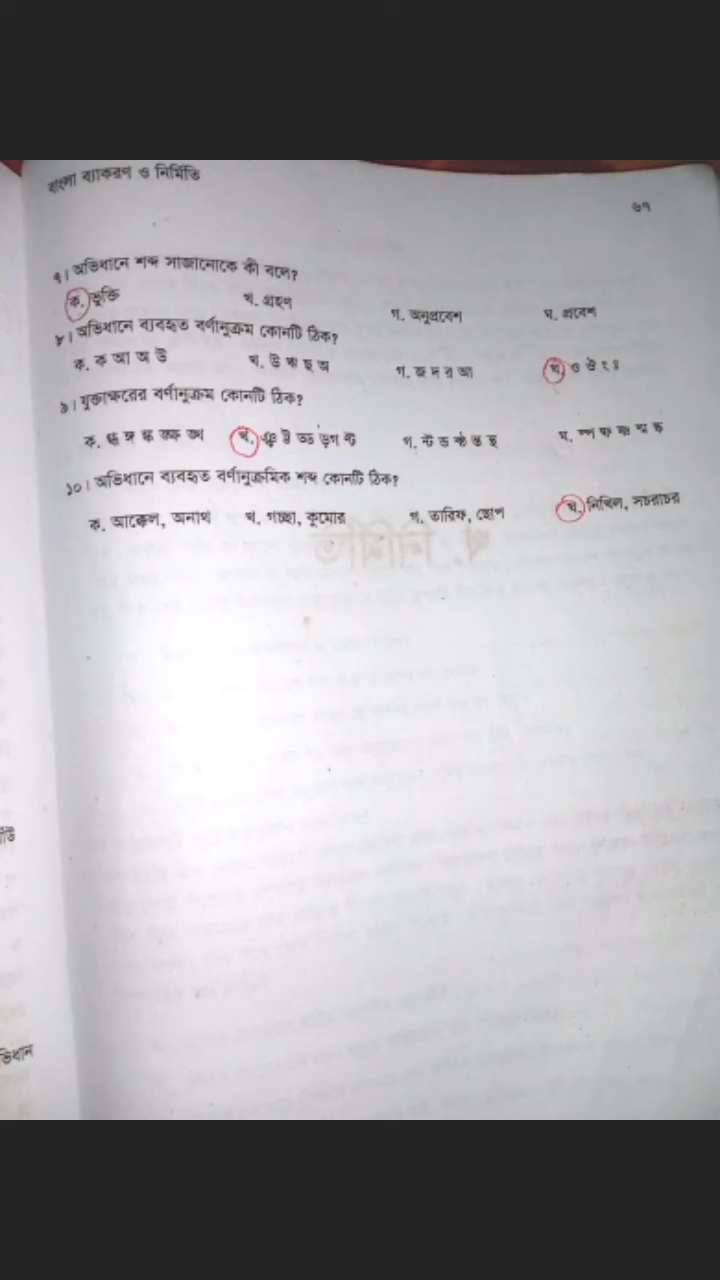 বাংলা ব্যাকরণ ও নির্মিতি
৬৭
৭। অভিধানে শব্দ সাজানোকে কী বলে?
ক. ভুক্তি খ. গ্রহণ গ. অনুপ্রবেশ ঘ. প্রবেশ
৮। অভিধানে ব্যবহৃত বর্ণানুক্রম কোনটি ঠিক?
ক. ক আ অ উ খ. উ ঋ ছ অ গ. জ দ র আ ঘ. ও ঔ ং ঃ
৯। যুক্তাক্ষরের বর্ণানুক্রম কোনটি ঠিক?
ক. খ. গ. ঘ.
১০। অভিধানে ব্যবহৃত বর্ণানুক্রমিক শব্দ কোনটি ঠিক?
ক. আক্কেল, অনাথ খ. গচ্ছা, কুমোর গ. তারিফ, ছোপ ঘ. নিখিল, সচরাচর